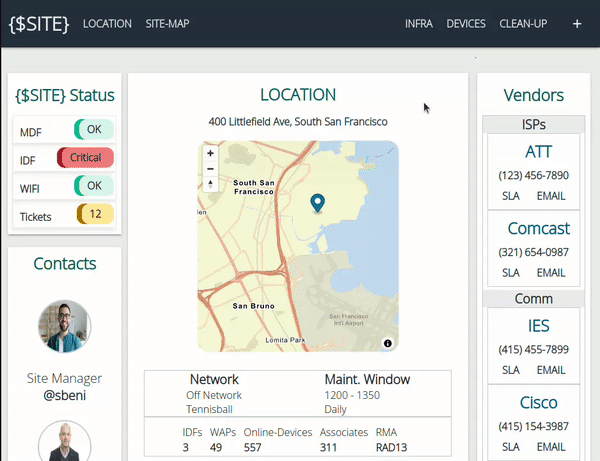 {$SITE} LOCATION SITE-MAP INFRA DEVICES CLEAN-UP +
{$SITE} Status
MDF OK
IDF Critical
WIFI OK
Tickets 12
Contacts
Site Manager
@sbeni
LOCATION
400 Littlefield Ave, South San Francisco
South San
Francisco
San Bruno
San Francisco
Int'l Airport
Lomita Park
Network Maint. Window
Off Network 1200 - 1350
Tennisball Daily
IDFs WAPs Online-Devices Associates RMA
3 49 557 311 RAD13
Vendors
ISPs
ATT
(123) 456-7890
SLA EMAIL
Comcast
(321) 654-0987
SLA EMAIL
Comm
IES
(415) 455-7899
SLA EMAIL
Cisco
(415) 154-3987
SLA EMAIL